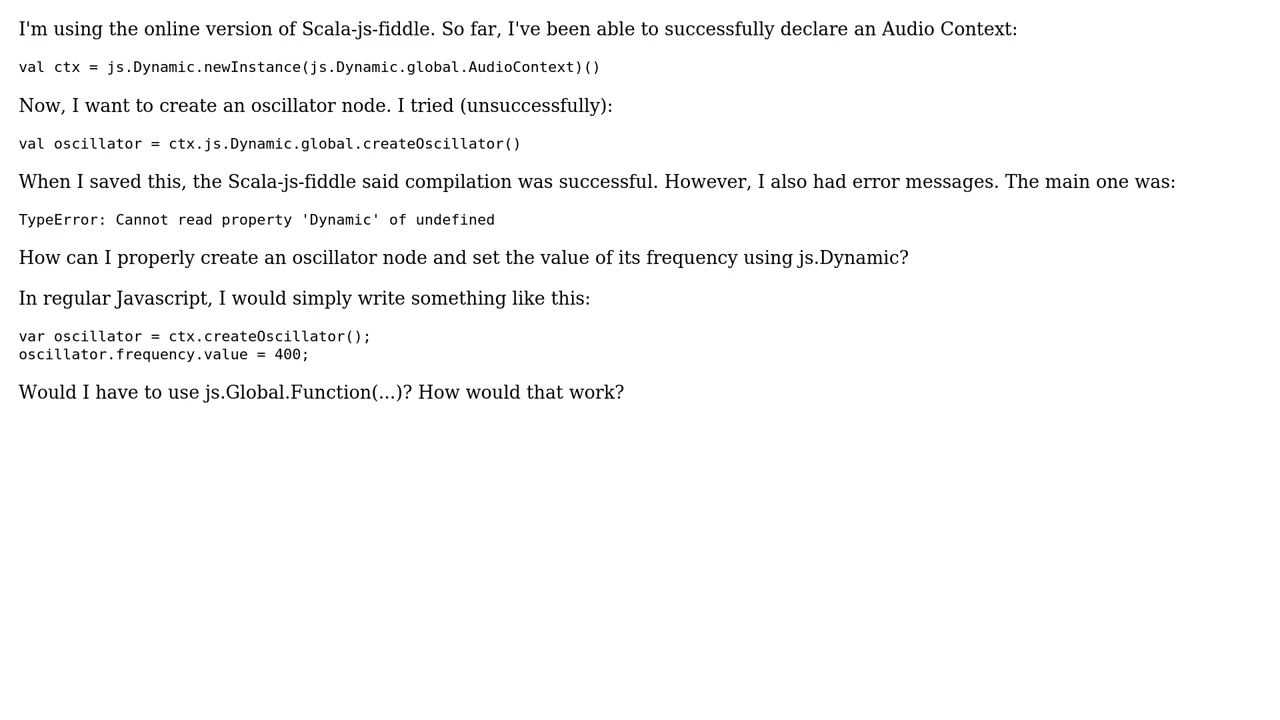 I'm using the online version of Scala-js-fiddle. So far, I've been able to successfully declare an Audio Context:
val ctx = js.Dynamic.newInstance(js.Dynamic.global.AudioContext)()
Now, I want to create an oscillator node. I tried (unsuccessfully):
val oscillator = ctx.js.Dynamic.global.createOscillator()
When I saved this, the Scala-js-fiddle said compilation was successful. However, I also had error messages. The main one was:
TypeError: Cannot read property 'Dynamic' of undefined
How can I properly create an oscillator node and set the value of its frequency using js.Dynamic?
In regular Javascript, I would simply write something like this:
var oscillator = ctx.createOscillator();
oscillator.frequency.value = 400;
Would I have to use js.Global.Function(...)? How would that work?